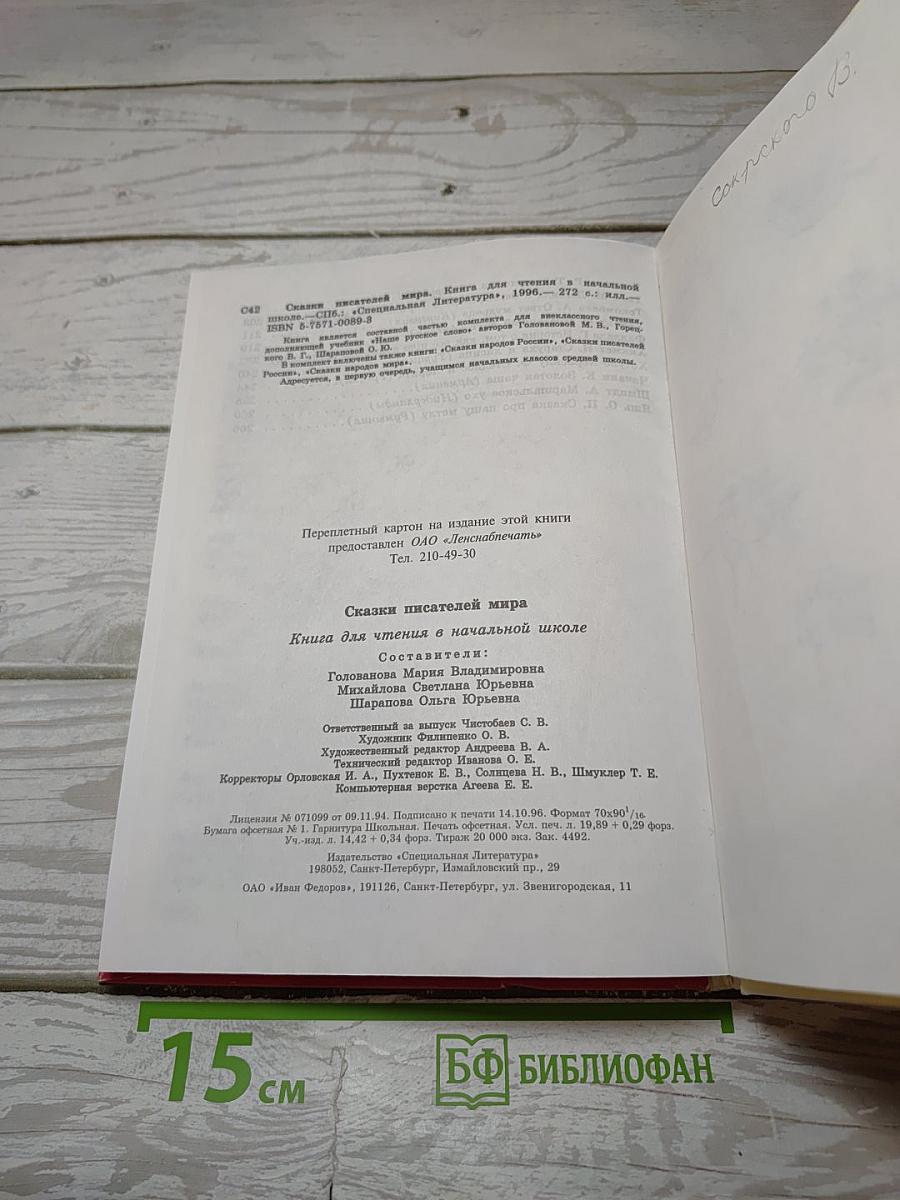 Сокрского В.
С42 Сказки писателей мира. Книга для чтения в начальной
школе.—СПб.: «Специальная Литература», 1996.— 272 с.: илл.—
ISBN 5-7571-0089-3
Книга является составной частью комплекта для внеклассного чтения,
дополняющей учебник «Наше русское слово» авторов Головановой М. В., Горец-
кого В. Г., Шараповой О. Ю.
В комплект включены также книги: «Сказки народов России», «Сказки писателей
России», «Сказки народов мира».
Адресуется, в первую очередь, учащимся начальных классов средней школы.
Переплетный картон на издание этой книги
предоставлен ОАО «Ленснабпечать»
Тел. 210-49-30
Сказки писателей мира
Книга для чтения в начальной школе
Составители:
Голованова Мария Владимировна
Михайлова Светлана Юрьевна
Шарапова Ольга Юрьевна
Ответственный за выпуск Чистобаев С. В.
Художник Филипенко О. В.
Художественный редактор Андреева В. А.
Технический редактор Иванова О. Е.
Корректоры Орловская И. А., Пухтенок Е. В., Солнцева Н. В., Шмуклер Т. Е.
Компьютерная верстка Агеева Е. Е.
Лицензия № 071099 от 09.11.94. Подписано к печати 14.10.96. Формат 70х90¹/₁₆.
Бумага офсетная № 1. Гарнитура Школьная. Печать офсетная. Усл. печ. л. 19,89 + 0,29 форз.
Уч.-изд. л. 14,42 + 0,34 форз. Тираж 20 000 экз. Зак. 4492.
Издательство «Специальная Литература»
198052, Санкт-Петербург, Измайловский пр., 29
ОАО «Иван Федоров», 191126, Санкт-Петербург, ул. Звенигородская, 11
15 см
БФ БИБЛИОФАН